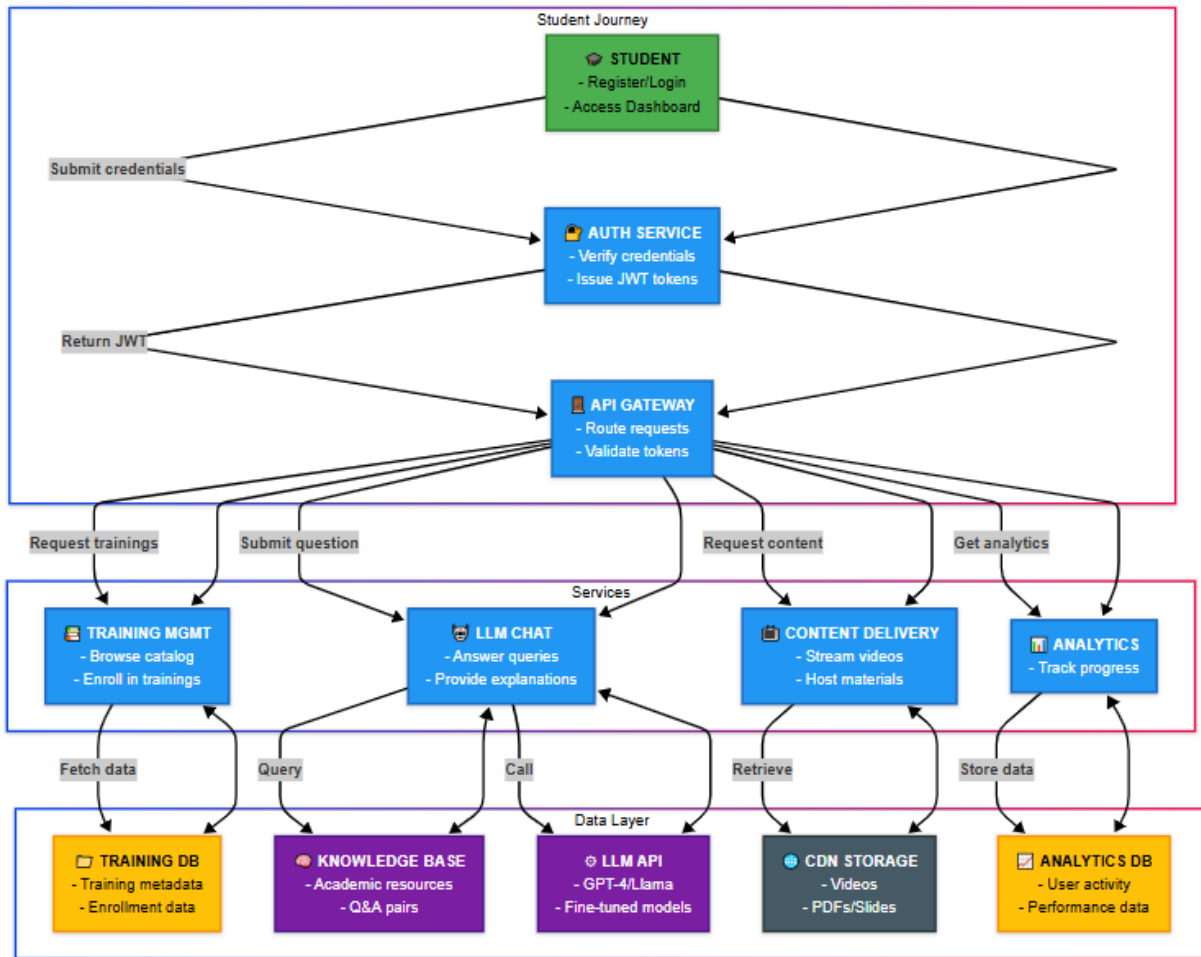 Student Journey
🎓 STUDENT
- Register/Login
- Access Dashboard
Submit credentials
🔐 AUTH SERVICE
- Verify credentials
- Issue JWT tokens
Return JWT
🚪 API GATEWAY
- Route requests
- Validate tokens
Request trainings
Submit question
Request content
Get analytics
Services
📚 TRAINING MGMT
- Browse catalog
- Enroll in trainings
🤖 LLM CHAT
- Answer queries
- Provide explanations
📺 CONTENT DELIVERY
- Stream videos
- Host materials
📊 ANALYTICS
- Track progress
Fetch data
Query
Call
Retrieve
Store data
Data Layer
🗂 TRAINING DB
- Training metadata
- Enrollment data
🧠 KNOWLEDGE BASE
- Academic resources
- Q&A pairs
⚙ LLM API
- GPT-4/Llama
- Fine-tuned models
🌐 CDN STORAGE
- Videos
- PDFs/Slides
📈 ANALYTICS DB
- User activity
- Performance data